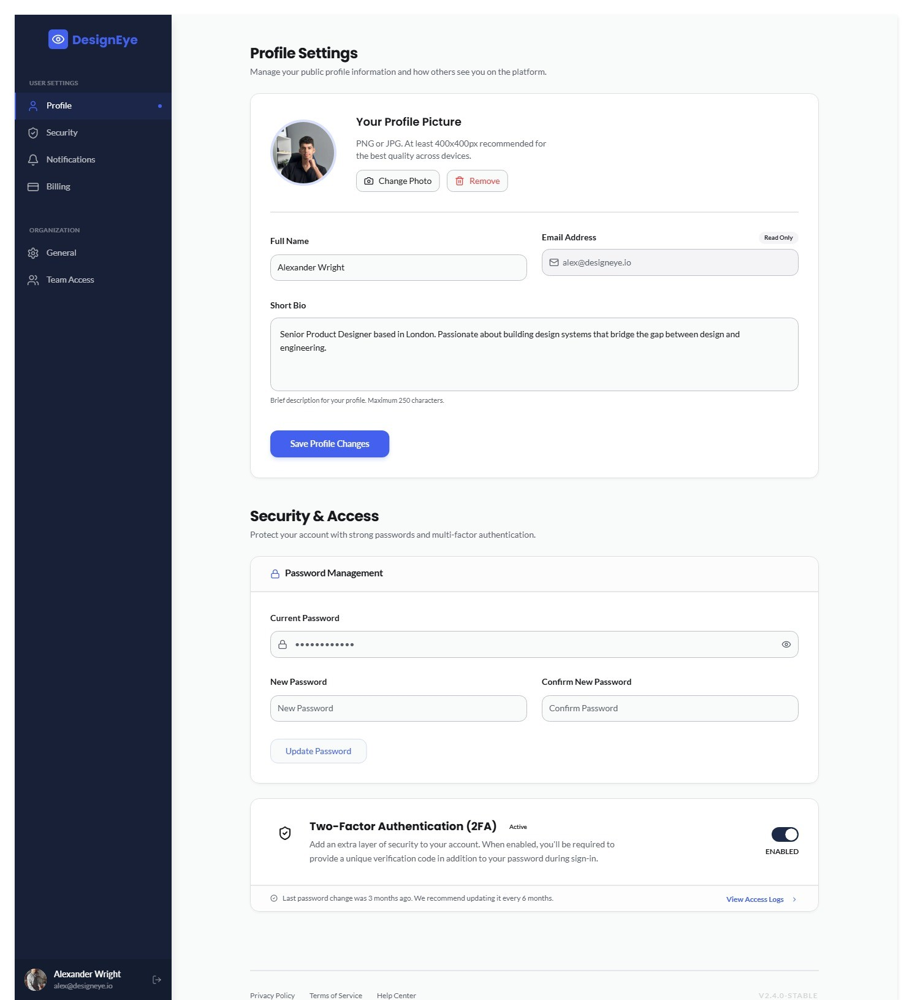 DesignEye
USER SETTINGS
Profile
Security
Notifications
Billing
ORGANIZATION
General
Team Access
Alexander Wright
alex@designeye.io
Profile Settings
Manage your public profile information and how others see you on the platform.
Your Profile Picture
PNG or JPG. At least 400x400px recommended for
the best quality across devices.
Change Photo
Remove
Full Name
Alexander Wright
Email Address
Read Only
alex@designeye.io
Short Bio
Senior Product Designer based in London. Passionate about building design systems that bridge the gap between design and
engineering.
Brief description for your profile. Maximum 250 characters.
Save Profile Changes
Security & Access
Protect your account with strong passwords and multi-factor authentication.
Password Management
Current Password
••••••••••••
New Password
New Password
Confirm New Password
Confirm Password
Update Password
Two-Factor Authentication (2FA)
Active
Add an extra layer of security to your account. When enabled, you'll be required to
provide a unique verification code in addition to your password during sign-in.
ENABLED
Last password change was 3 months ago. We recommend updating it every 6 months.
View Access Logs
Privacy Policy
Terms of Service
Help Center
V2.4.0-STABLE